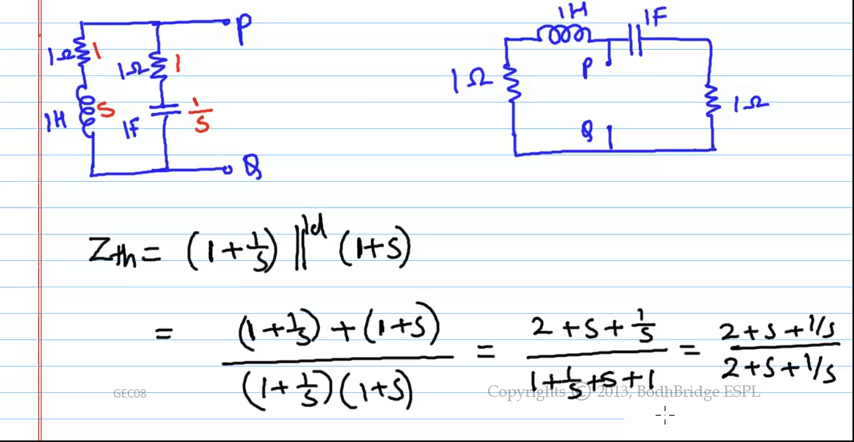 1H 1F
P
1Ω 1 1Ω 1 P 1Ω
1H S 1F 1/S Q 1Ω
Q
Zth = (1+1/S) ||ld (1+S)
= (1+1/S)+(1+S) / (1+1/S)(1+S) = 2+S+1/S / 1+1/S+S+1 = 2+S+1/S / 2+S+1/S
GEC08 Copyrights © 2013, BodhBridge ESPL